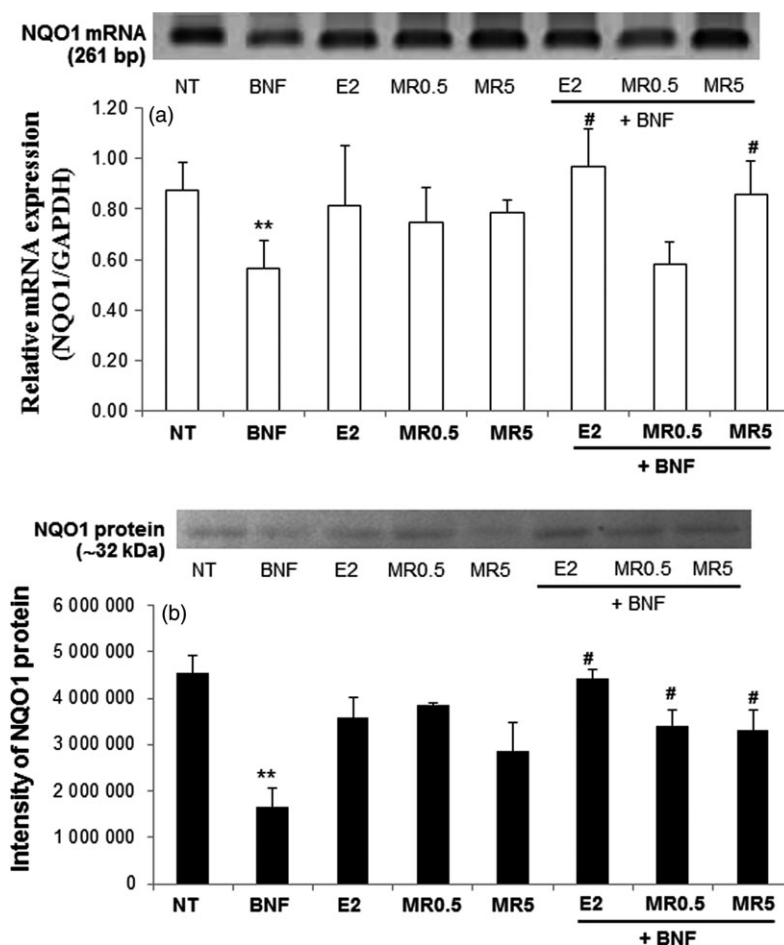 NQO1 mRNA
(261 bp)
NT BNF E2 MR0.5 MR5 E2 MR0.5 MR5
+ BNF
(a)
Relative mRNA expression
(NQO1/GAPDH)
1.20
1.00
0.80
0.60
0.40
0.20
0.00
**
#
#
NT BNF E2 MR0.5 MR5 E2 MR0.5 MR5
+ BNF
NQO1 protein
(~32 kDa)
NT BNF E2 MR0.5 MR5 E2 MR0.5 MR5
+ BNF
(b)
Intensity of NQO1 protein
6 000 000
5 000 000
4 000 000
3 000 000
2 000 000
1 000 000
0
**
#
#
#
NT BNF E2 MR0.5 MR5 E2 MR0.5 MR5
+ BNF